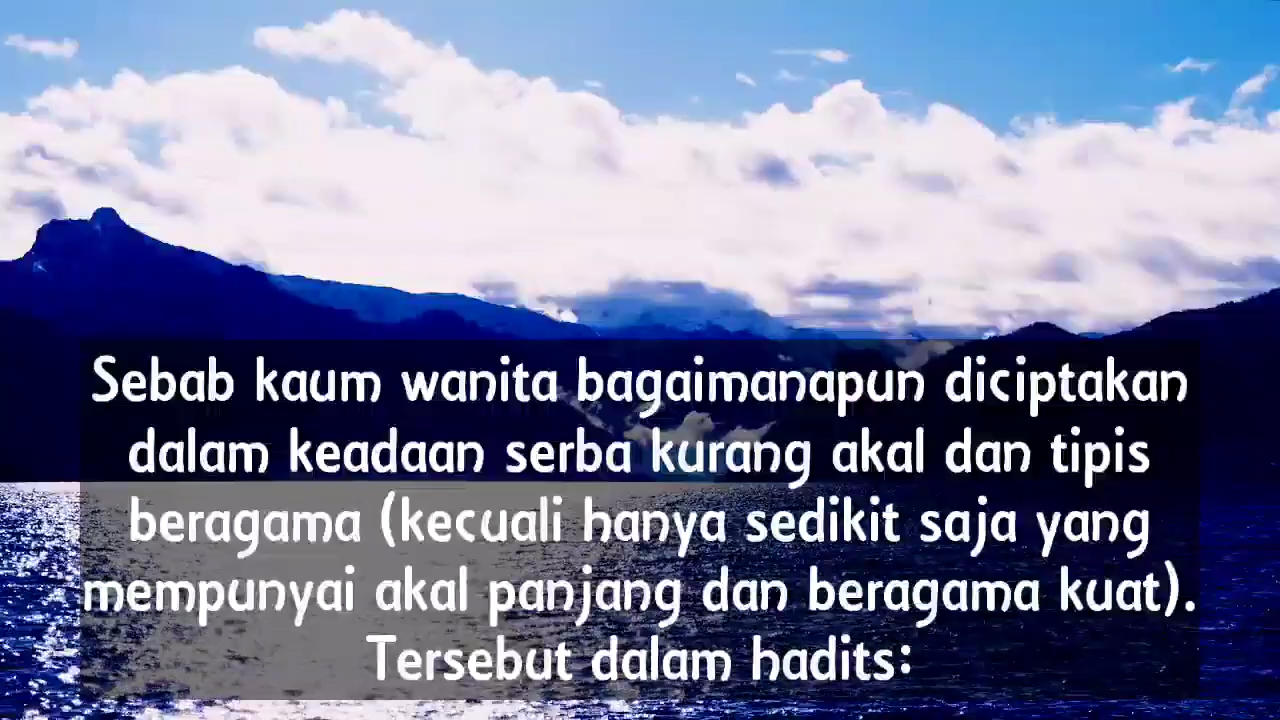 Sebab kaum wanita bagaimanapun diciptakan
dalam keadaan serba kurang akal dan tipis
beragama (kecuali hanya sedikit saja yang
mempunyai akal panjang dan beragama kuat).
Tersebut dalam hadits: